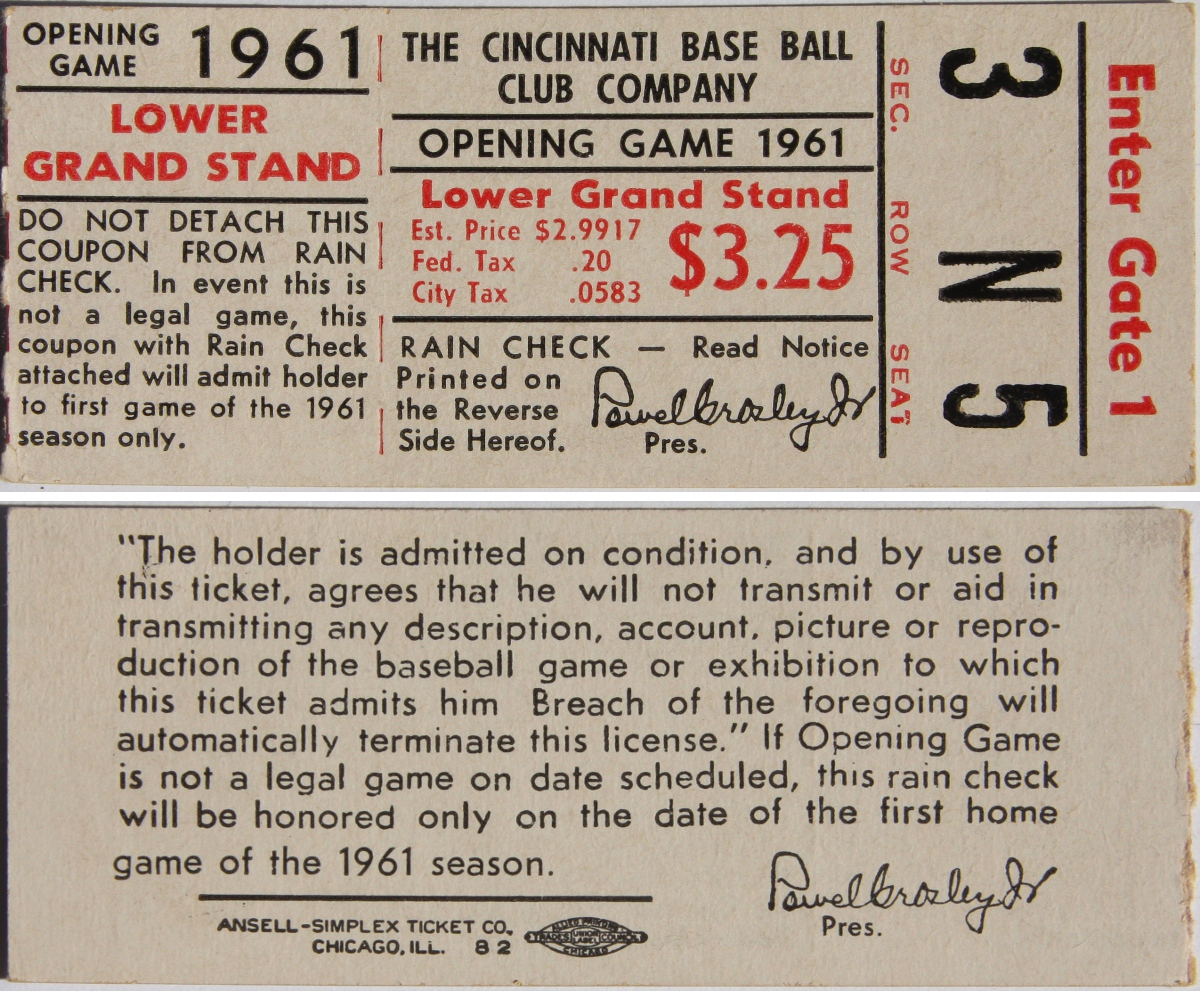 OPENING GAME 1961
LOWER
GRAND STAND
DO NOT DETACH THIS
COUPON FROM RAIN
CHECK. In event this is
not a legal game, this
coupon with Rain Check
attached will admit holder
to first game of the 1961
season only.
THE CINCINNATI BASE BALL
CLUB COMPANY
OPENING GAME 1961
Lower Grand Stand
Est. Price $2.9917
Fed. Tax .20
City Tax .0583
$3.25
RAIN CHECK — Read Notice
Printed on
the Reverse
Side Hereof.
Powel Crosley Jr
Pres.
SEC. ROW SEAT
3 N 5
Enter Gate 1
"The holder is admitted on condition, and by use of
this ticket, agrees that he will not transmit or aid in
transmitting any description, account, picture or repro-
duction of the baseball game or exhibition to which
this ticket admits him Breach of the foregoing will
automatically terminate this license." If Opening Game
is not a legal game on date scheduled, this rain check
will be honored only on the date of the first home
game of the 1961 season.
Powel Crosley Jr
Pres.
ANSELL-SIMPLEX TICKET CO.
CHICAGO, ILL. 82
ALLIED PRINTING
TRADES UNION LABEL COUNCIL
CHICAGO